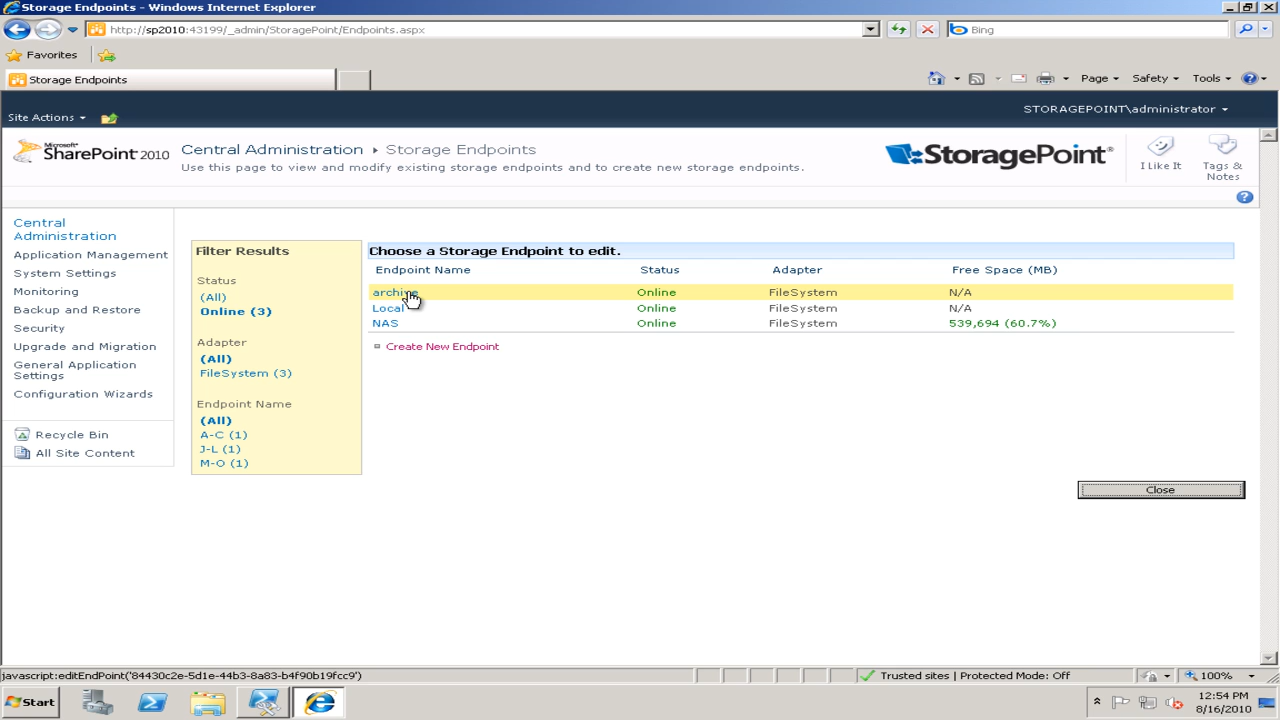 Storage Endpoints - Windows Internet Explorer
http://sp2010:43199/_admin/StoragePoint/Endpoints.aspx
Bing
Favorites
Storage Endpoints
Page
Safety
Tools
STORAGEPOINT\administrator
Site Actions
Microsoft SharePoint 2010
Central Administration
Storage Endpoints
Use this page to view and modify existing storage endpoints and to create new storage endpoints.
StoragePoint
I Like It
Tags &
Notes
Central
Administration
Application Management
System Settings
Monitoring
Backup and Restore
Security
Upgrade and Migration
General Application
Settings
Configuration Wizards
Recycle Bin
All Site Content
Filter Results
Status
(All)
Online (3)
Adapter
(All)
FileSystem (3)
Endpoint Name
(All)
A-C (1)
J-L (1)
M-O (1)
Choose a Storage Endpoint to edit.
Endpoint Name Status Adapter Free Space (MB)
archive Online FileSystem N/A
Local Online FileSystem N/A
NAS Online FileSystem 539,694 (60.7%)
Create New Endpoint
Close
javascript:editEndPoint('84430c2e-5d1e-44b3-8a83-b4f90b19fcc9')
Trusted sites | Protected Mode: Off
100%
Start
12:54 PM
8/16/2010